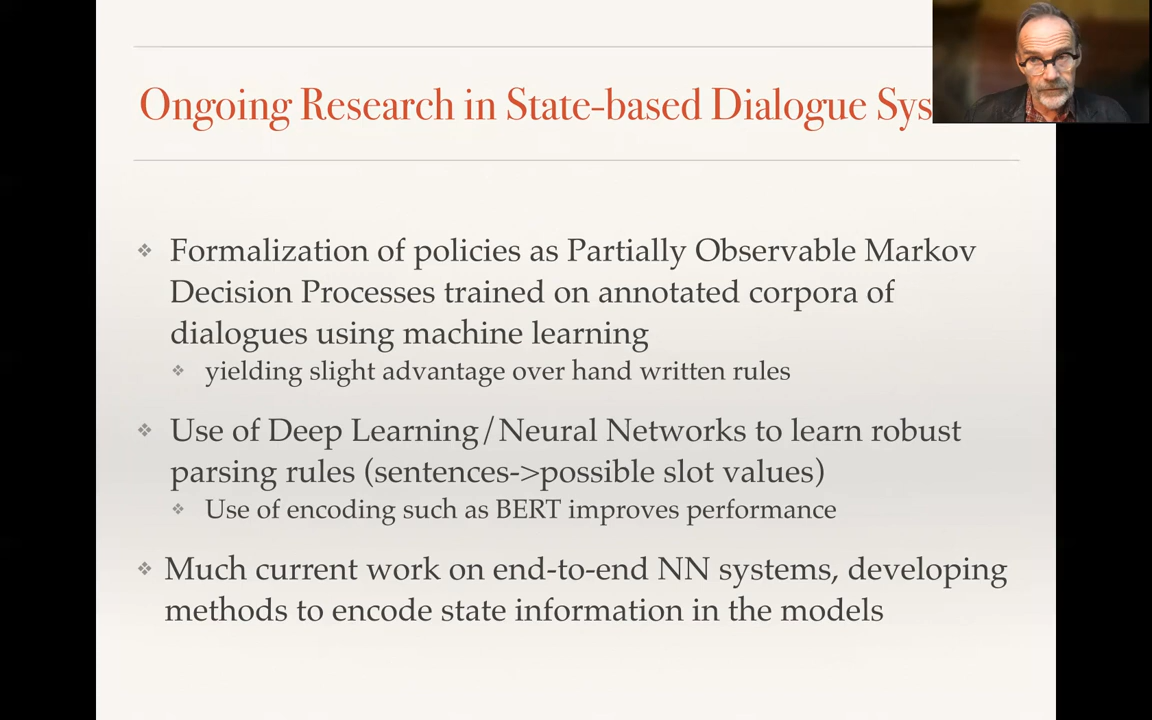 Ongoing Research in State-based Dialogue Sys
❖ Formalization of policies as Partially Observable Markov
Decision Processes trained on annotated corpora of
dialogues using machine learning
❖ yielding slight advantage over hand written rules
❖ Use of Deep Learning/Neural Networks to learn robust
parsing rules (sentences->possible slot values)
❖ Use of encoding such as BERT improves performance
❖ Much current work on end-to-end NN systems, developing
methods to encode state information in the models